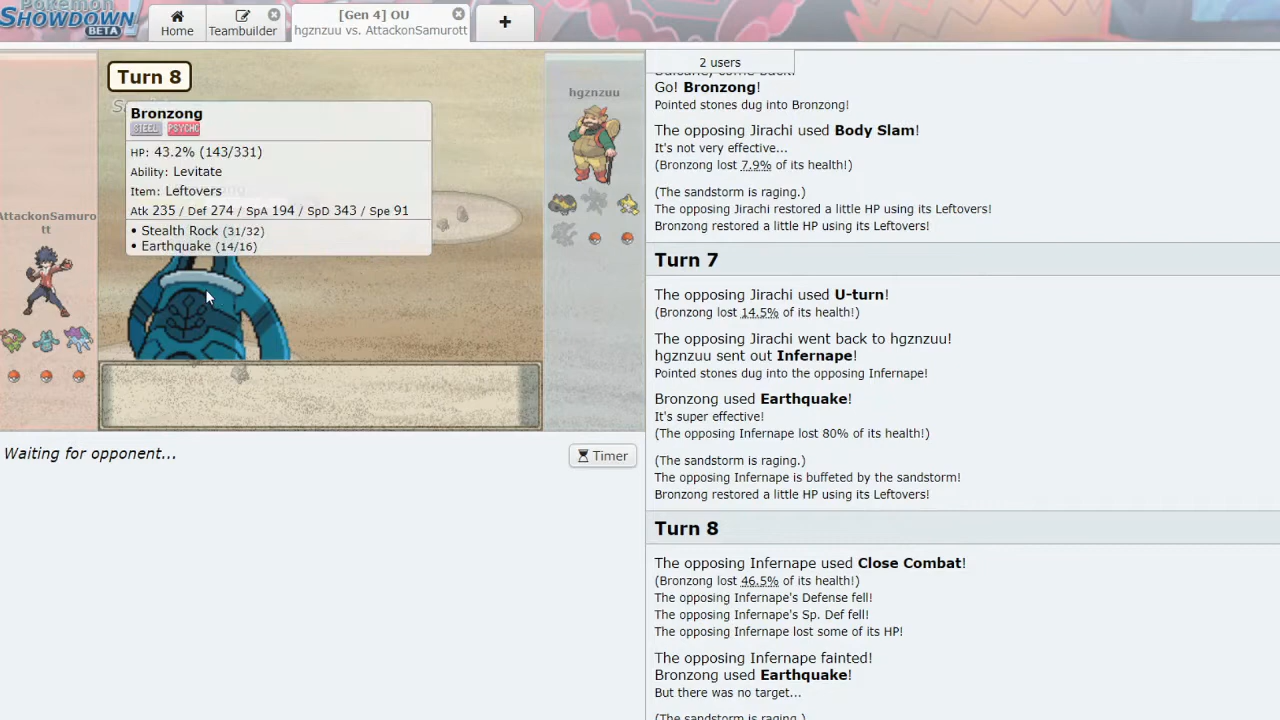 Pokémon
SHOWDOWN
BETA
Home
Teambuilder
[Gen 4] OU
hgznzuu vs. AttackonSamurott
+
Turn 8
Bronzong
STEEL PSYCHC
HP: 43.2% (143/331)
Ability: Levitate
Item: Leftovers
Atk 235 / Def 274 / SpA 194 / SpD 343 / Spe 91
• Stealth Rock (31/32)
• Earthquake (14/16)
AttackonSamuro
tt
hgznzuu
Waiting for opponent...
Timer
2 users
Go! Bronzong!
Pointed stones dug into Bronzong!
The opposing Jirachi used Body Slam!
It's not very effective...
(Bronzong lost 7.9% of its health!)
(The sandstorm is raging.)
The opposing Jirachi restored a little HP using its Leftovers!
Bronzong restored a little HP using its Leftovers!
Turn 7
The opposing Jirachi used U-turn!
(Bronzong lost 14.5% of its health!)
The opposing Jirachi went back to hgznzuu!
hgznzuu sent out Infernape!
Pointed stones dug into the opposing Infernape!
Bronzong used Earthquake!
It's super effective!
(The opposing Infernape lost 80% of its health!)
(The sandstorm is raging.)
The opposing Infernape is buffeted by the sandstorm!
Bronzong restored a little HP using its Leftovers!
Turn 8
The opposing Infernape used Close Combat!
(Bronzong lost 46.5% of its health!)
The opposing Infernape's Defense fell!
The opposing Infernape's Sp. Def fell!
The opposing Infernape lost some of its HP!
The opposing Infernape fainted!
Bronzong used Earthquake!
But there was no target...
(The sandstorm is raging.)